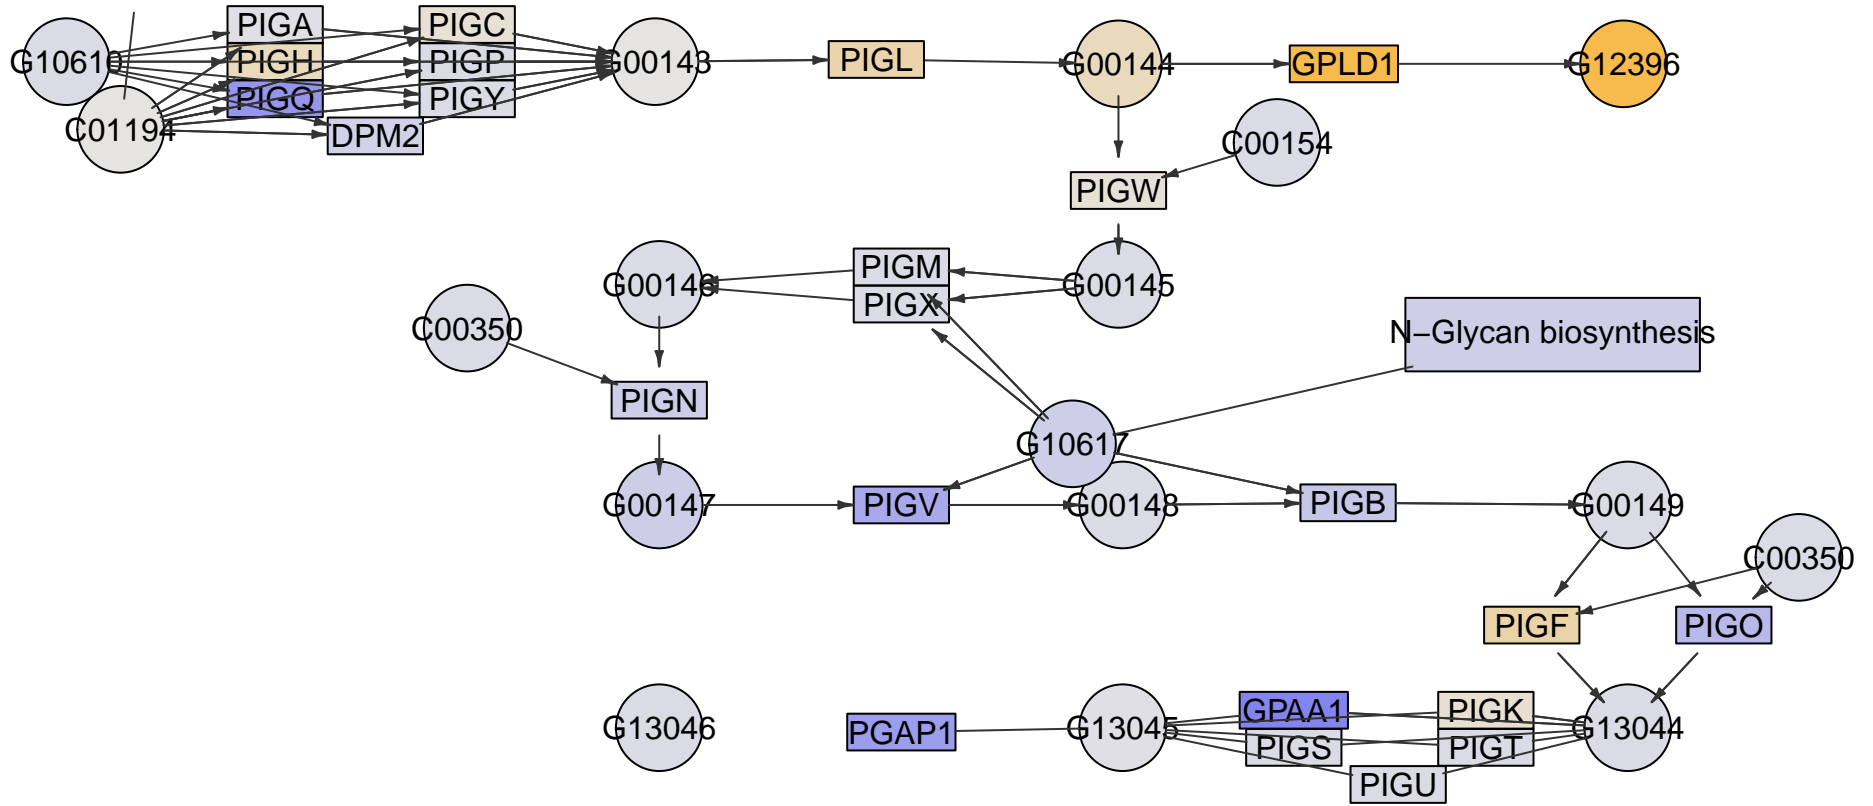 PIGA
PIGC
G10618
PIGH
PIGP
G00143
PIGL
G00144
GPLD1
G12396
PIGQ
PIGY
C01194
DPM2
C00154
PIGW
PIGM
G00146
G00145
PIGX
C00350
N−Glycan biosynthesis
PIGN
G10617
G00147
PIGV
G00148
PIGB
G00149
C00350
PIGF
PIGO
GPAA1
PIGK
G13046
PGAP1
G13045
G13044
PIGS
PIGT
PIGU